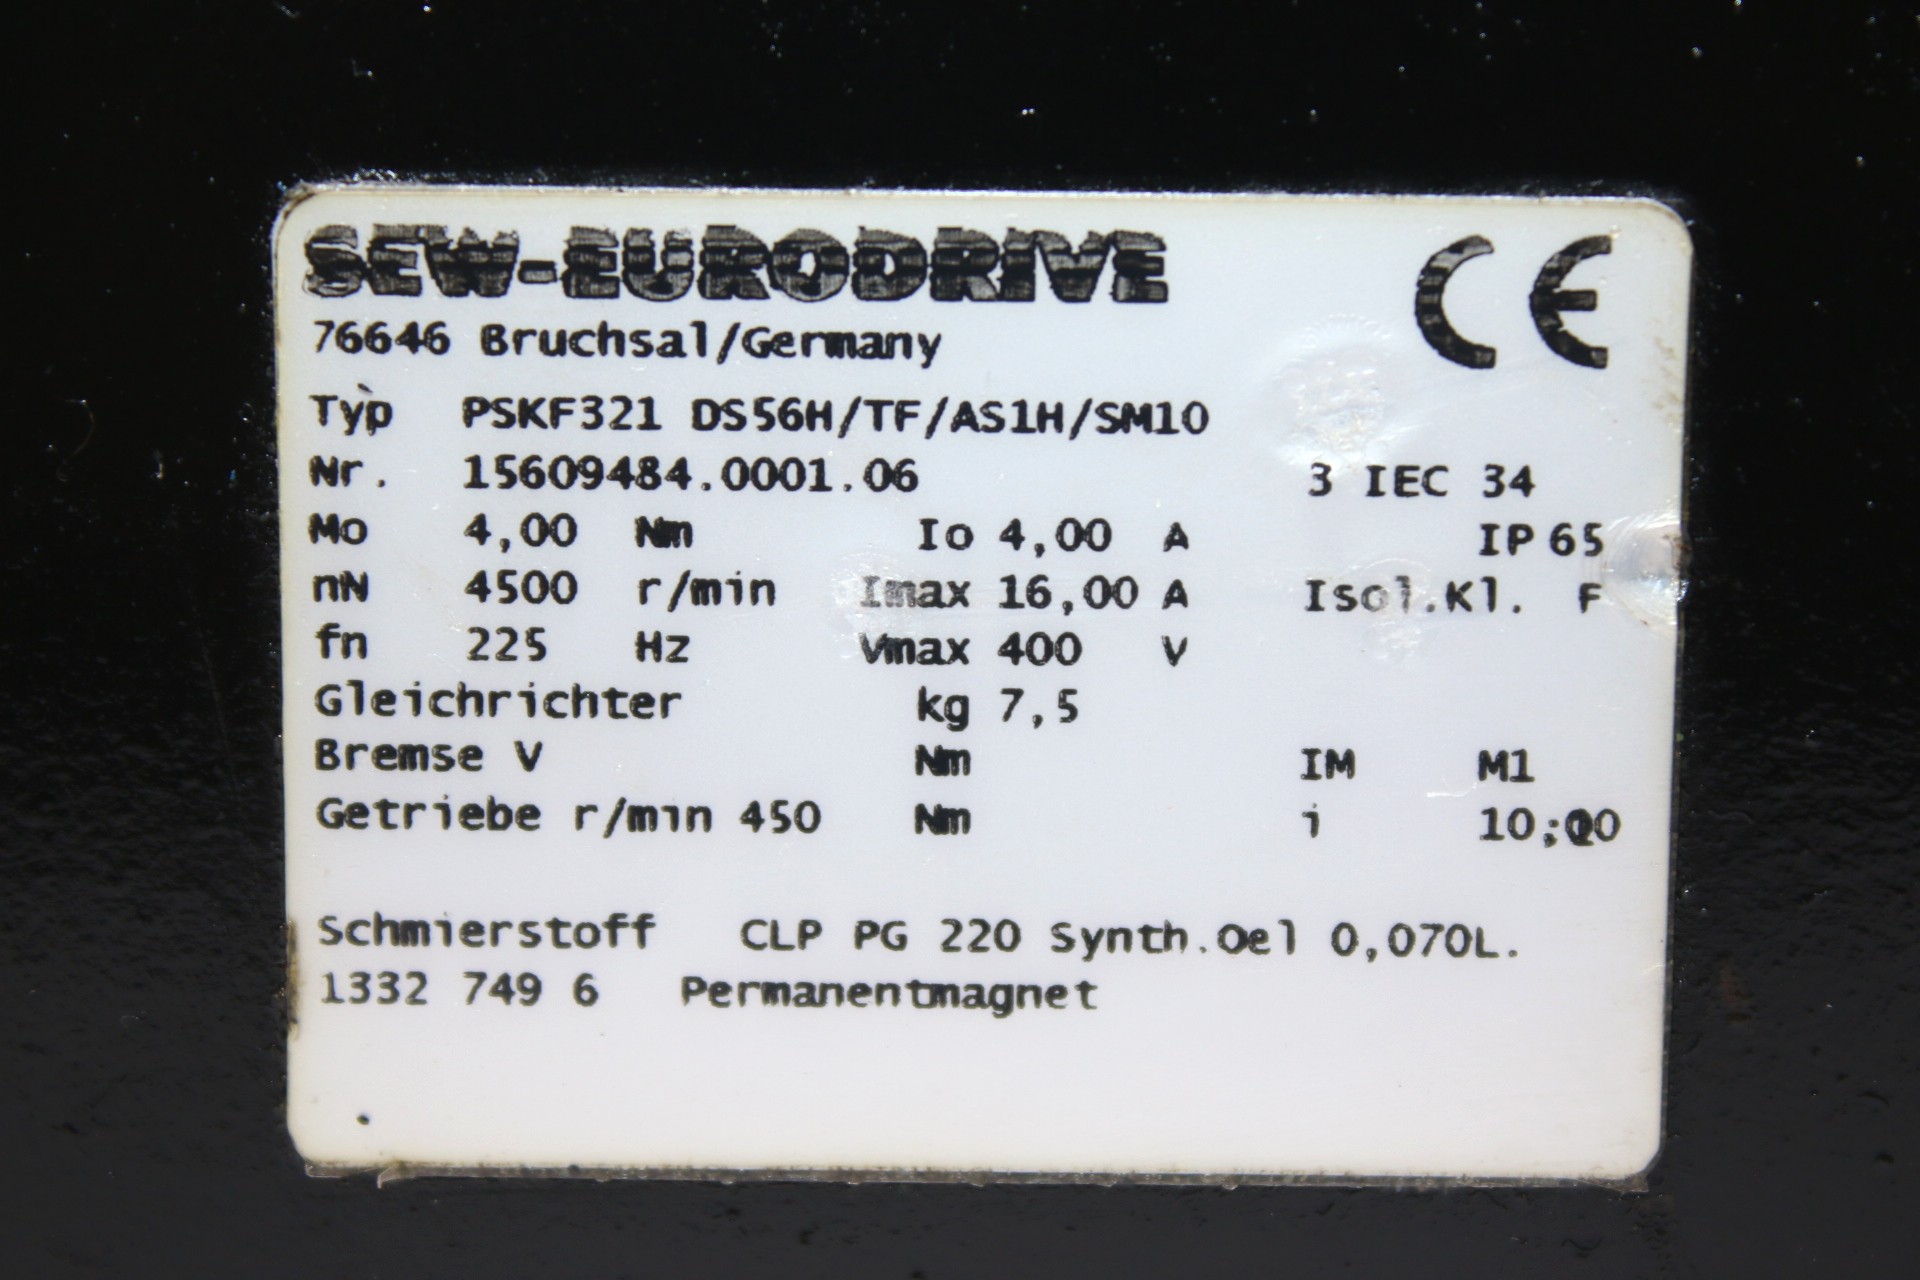 SEW-EURODRIVE CE
76646 Bruchsal/Germany
Typ PSKF321 DS56H/TF/AS1H/SM10
Nr. 15609484.0001.06 3 IEC 34
Mo 4,00 Nm Io 4,00 A IP 65
nN 4500 r/min Imax 16,00 A Isol.Kl. F
fn 225 Hz Vmax 400 V
Gleichrichter kg 7,5
Bremse V Nm IM M1
Getriebe r/min 450 Nm i
Schmierstoff CLP PG 220 Synth.Oel 0,070L.
1332 749 6 Permanentmagnet